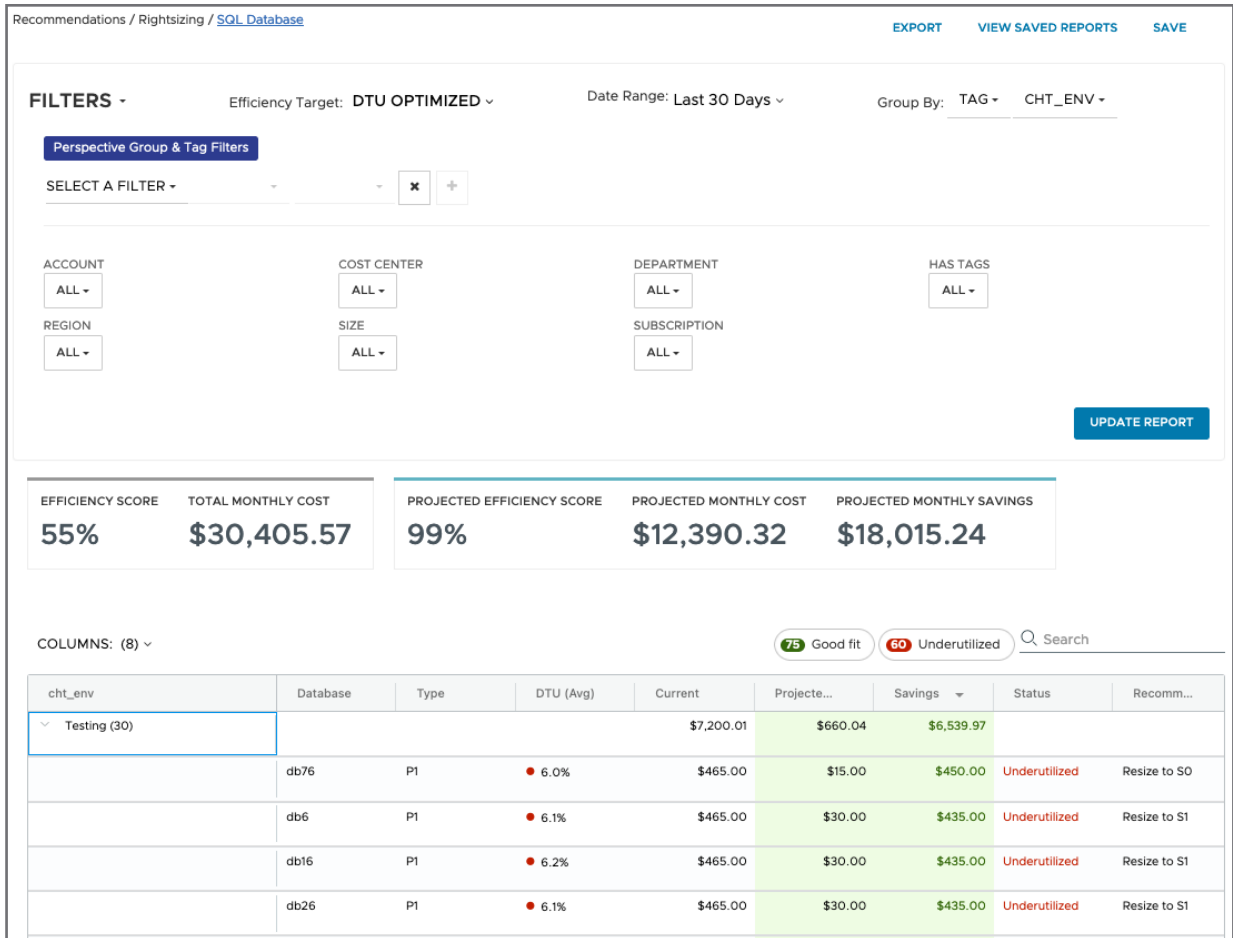 Recommendations / Rightsizing / SQL Database
EXPORT VIEW SAVED REPORTS SAVE
FILTERS Efficiency Target: DTU OPTIMIZED Date Range: Last 30 Days Group By: TAG CHT_ENV
Perspective Group & Tag Filters
SELECT A FILTER
ACCOUNT COST CENTER DEPARTMENT HAS TAGS
ALL ALL ALL ALL
REGION SIZE SUBSCRIPTION
ALL ALL ALL
UPDATE REPORT
EFFICIENCY SCORE TOTAL MONTHLY COST PROJECTED EFFICIENCY SCORE PROJECTED MONTHLY COST PROJECTED MONTHLY SAVINGS
55% $30,405.57 99% $12,390.32 $18,015.24
COLUMNS: (8) 75 Good fit 60 Underutilized Search
cht_env Database Type DTU (Avg) Current Projecte... Savings Status Recomm...
Testing (30) $7,200.01 $660.04 $6,539.97
db76 P1 6.0% $465.00 $15.00 $450.00 Underutilized Resize to S0
db6 P1 6.1% $465.00 $30.00 $435.00 Underutilized Resize to S1
db16 P1 6.2% $465.00 $30.00 $435.00 Underutilized Resize to S1
db26 P1 6.1% $465.00 $30.00 $435.00 Underutilized Resize to S1